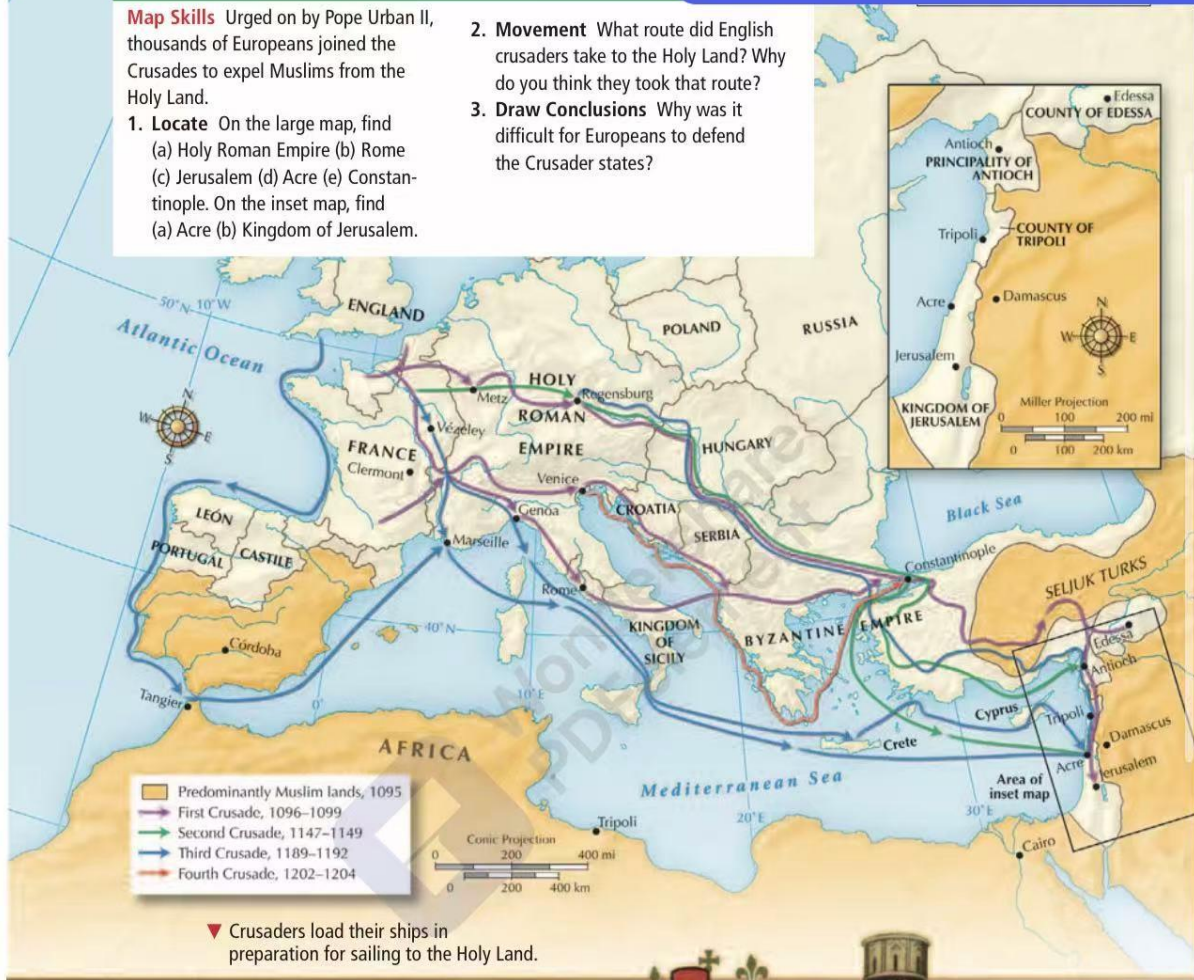 Map Skills Urged on by Pope Urban II,
thousands of Europeans joined the
Crusades to expel Muslims from the
Holy Land.
1. Locate On the large map, find
(a) Holy Roman Empire (b) Rome
(c) Jerusalem (d) Acre (e) Constan-
tinople. On the inset map, find
(a) Acre (b) Kingdom of Jerusalem.
2. Movement What route did English
crusaders take to the Holy Land? Why
do you think they took that route?
3. Draw Conclusions Why was it
difficult for Europeans to defend
the Crusader states?
Edessa
COUNTY OF EDESSA
Antioch
PRINCIPALITY OF
ANTIOCH
Tripoli
COUNTY OF
TRIPOLI
Acre
Damascus
Jerusalem
KINGDOM OF
JERUSALEM
N
W
E
S
Miller Projection
0 100 200 mi
0 100 200 km
50°N
10°W
Atlantic Ocean
ENGLAND
POLAND
RUSSIA
N
W
E
S
HOLY
ROMAN
EMPIRE
Metz
Regensburg
Vézeley
FRANCE
Clermont
HUNGARY
Venice
Genoa
CROATIA
SERBIA
Black Sea
LEÓN
PORTUGAL
CASTILE
Marseille
Constantinople
SELJUK TURKS
Rome
40°N
KINGDOM
OF
SICILY
BYZANTINE EMPIRE
Córdoba
Edessa
Antioch
Tangier
0°
10°E
Cyprus
Tripoli
Damascus
Crete
Acre
Jerusalem
AFRICA
Mediterranean Sea
Area of
inset map
20°E
30°E
Tripoli
Cairo
Predominantly Muslim lands, 1095
First Crusade, 1096–1099
Second Crusade, 1147–1149
Third Crusade, 1189–1192
Fourth Crusade, 1202–1204
Conic Projection
0 200 400 mi
0 200 400 km
Wondershare
PDFelement
▼ Crusaders load their ships in
preparation for sailing to the Holy Land.